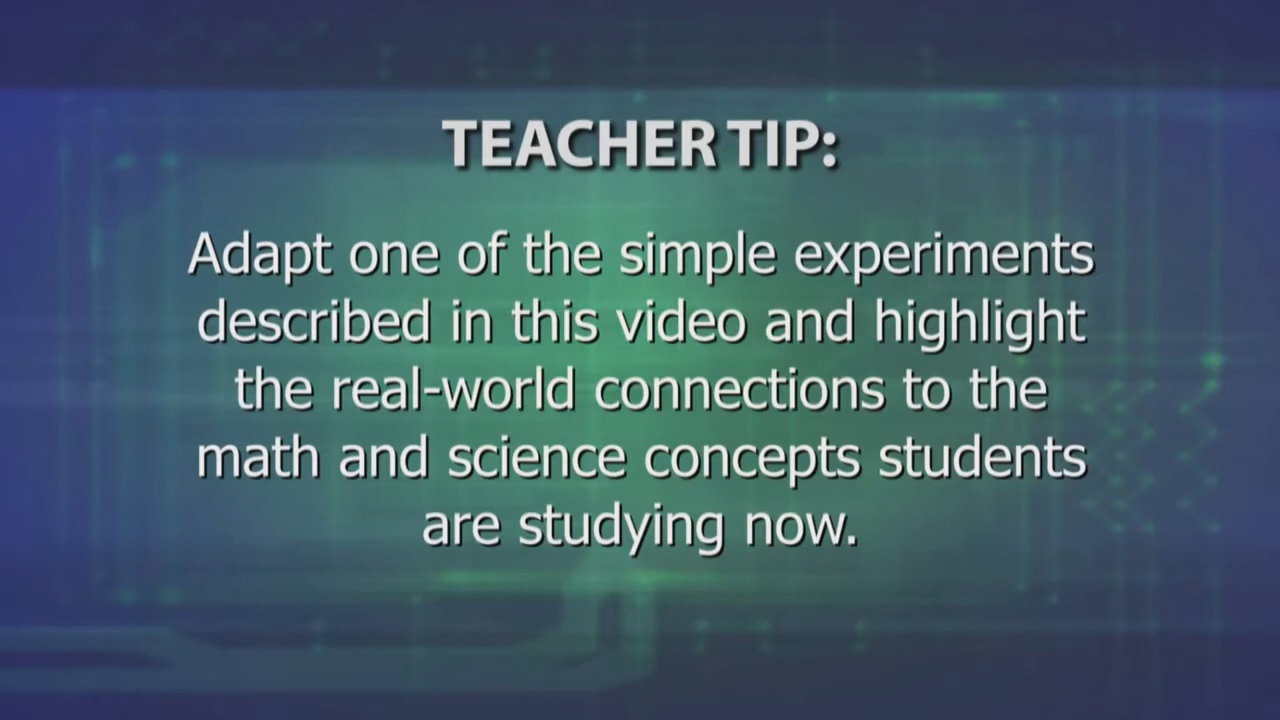 TEACHER TIP:
Adapt one of the simple experiments
described in this video and highlight
the real-world connections to the
math and science concepts students
are studying now.